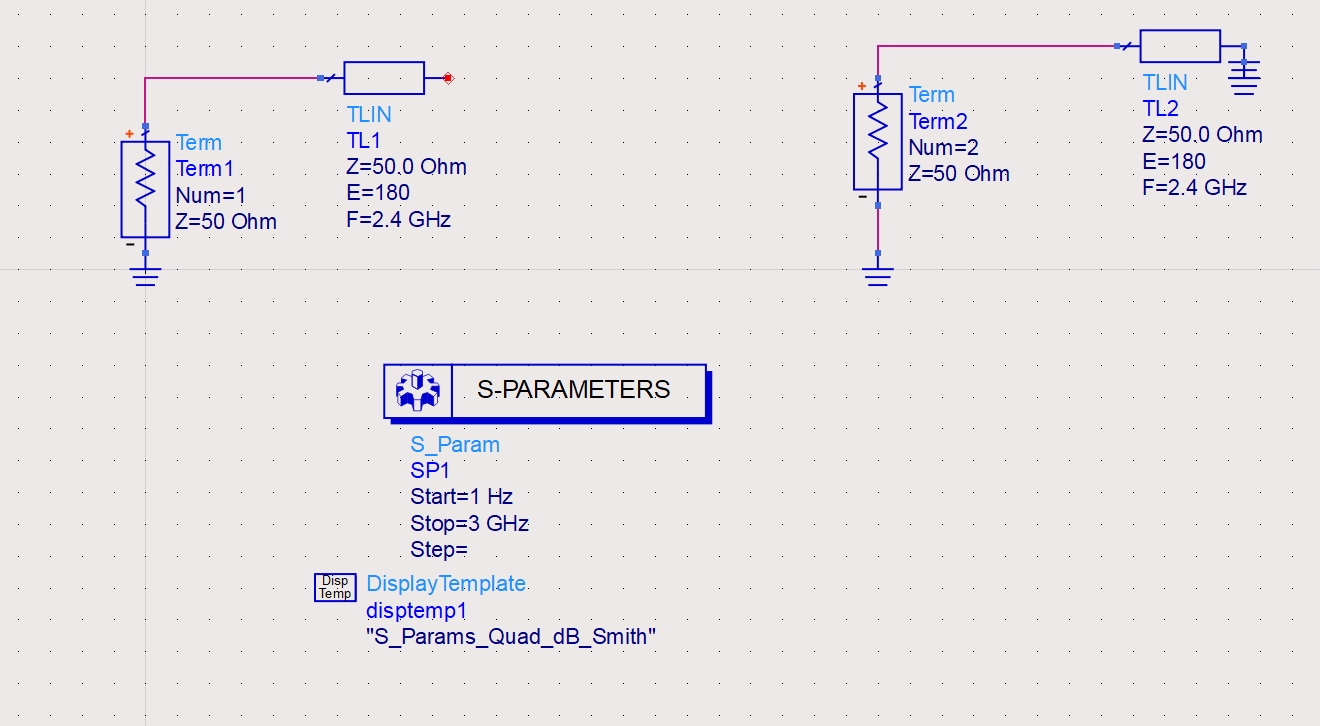 TLIN
TL1
Z=50.0 Ohm
E=180
F=2.4 GHz
+
Term
Term1
Num=1
Z=50 Ohm
-
TLIN
TL2
Z=50.0 Ohm
E=180
F=2.4 GHz
+
Term
Term2
Num=2
Z=50 Ohm
-
S-PARAMETERS
S_Param
SP1
Start=1 Hz
Stop=3 GHz
Step=
Disp
Temp
DisplayTemplate
disptemp1
"S_Params_Quad_dB_Smith"